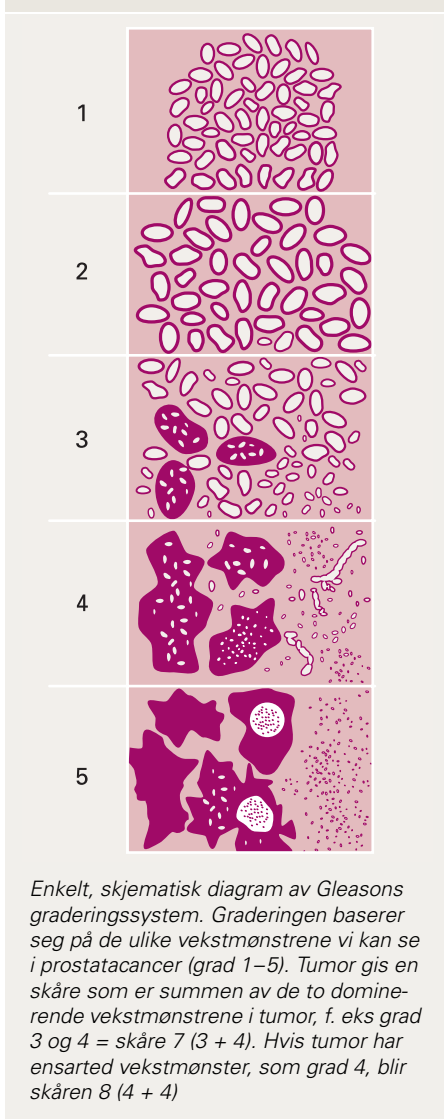 1
2
3
4
5
Enkelt, skjematisk diagram av Gleasons
graderingssystem. Graderingen baserer
seg på de ulike vekstmønstrene vi kan se
i prostatacancer (grad 1–5). Tumor gis en
skåre som er summen av de to domine-
rende vekstmønstrene i tumor, f. eks grad
3 og 4 = skåre 7 (3 + 4). Hvis tumor har
ensarted vekstmønster, som grad 4, blir
skåren 8 (4 + 4)